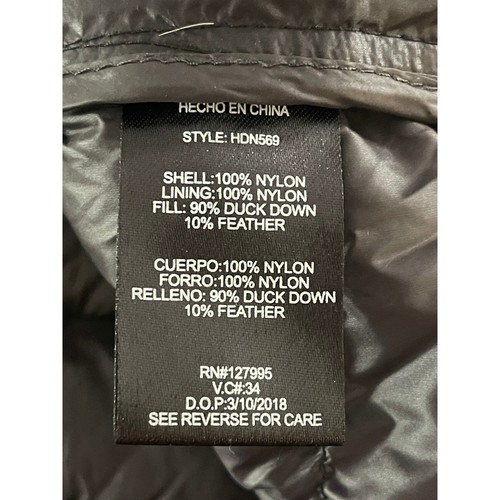 HECHO EN CHINA
STYLE: HDN569
SHELL:100% NYLON
LINING:100% NYLON
FILL: 90% DUCK DOWN
10% FEATHER
CUERPO:100% NYLON
FORRO:100% NYLON
RELLENO: 90% DUCK DOWN
10% FEATHER
RN#127995
V.C#:34
D.O.P:3/10/2018
SEE REVERSE FOR CARE